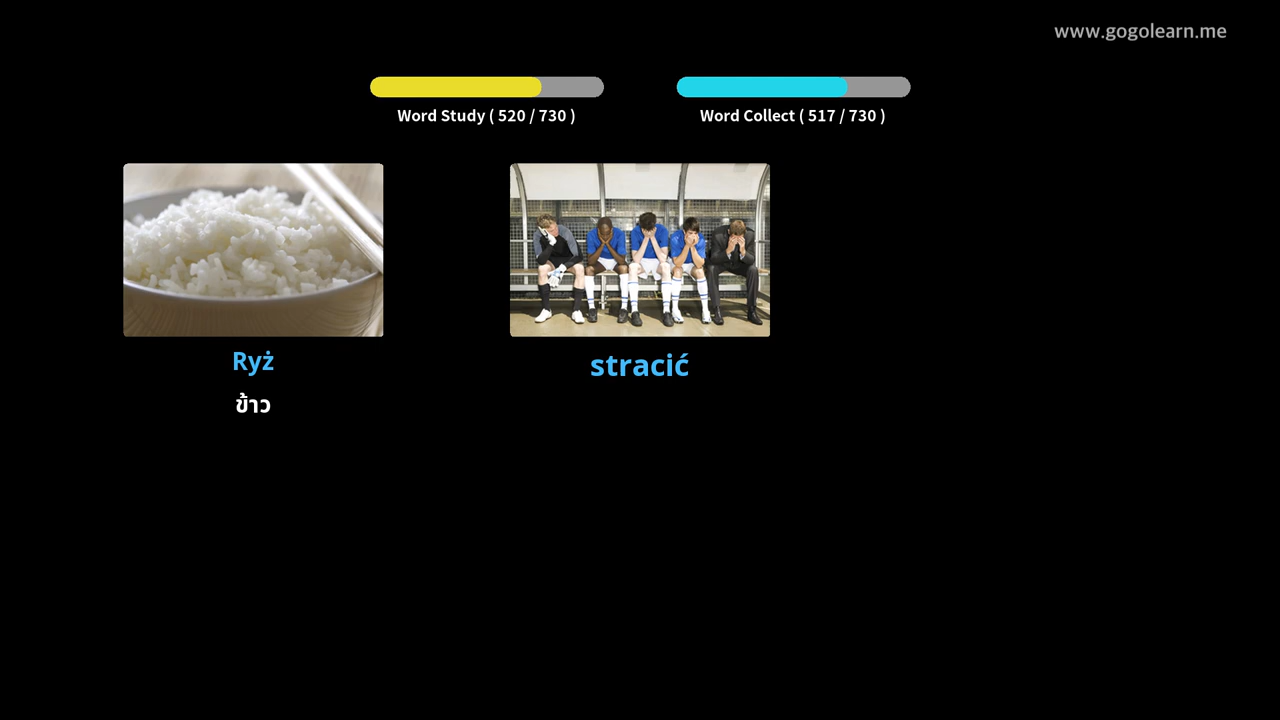 www.gogolearn.me
Word Study ( 520 / 730 )
Word Collect ( 517 / 730 )
Ryż
ข้าว
stracić